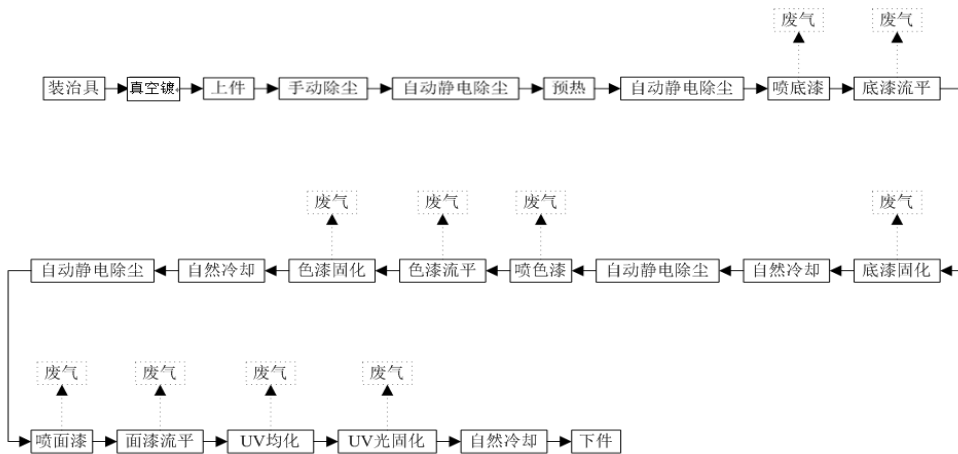 废气 废气
装治具 真空镀 上件 手动除尘 自动静电除尘 预热 自动静电除尘 喷底漆 底漆流平
废气 废气 废气 废气
自动静电除尘 自然冷却 色漆固化 色漆流平 喷色漆 自动静电除尘 自然冷却 底漆固化
废气 废气 废气 废气
喷面漆 面漆流平 UV均化 UV光固化 自然冷却 下件